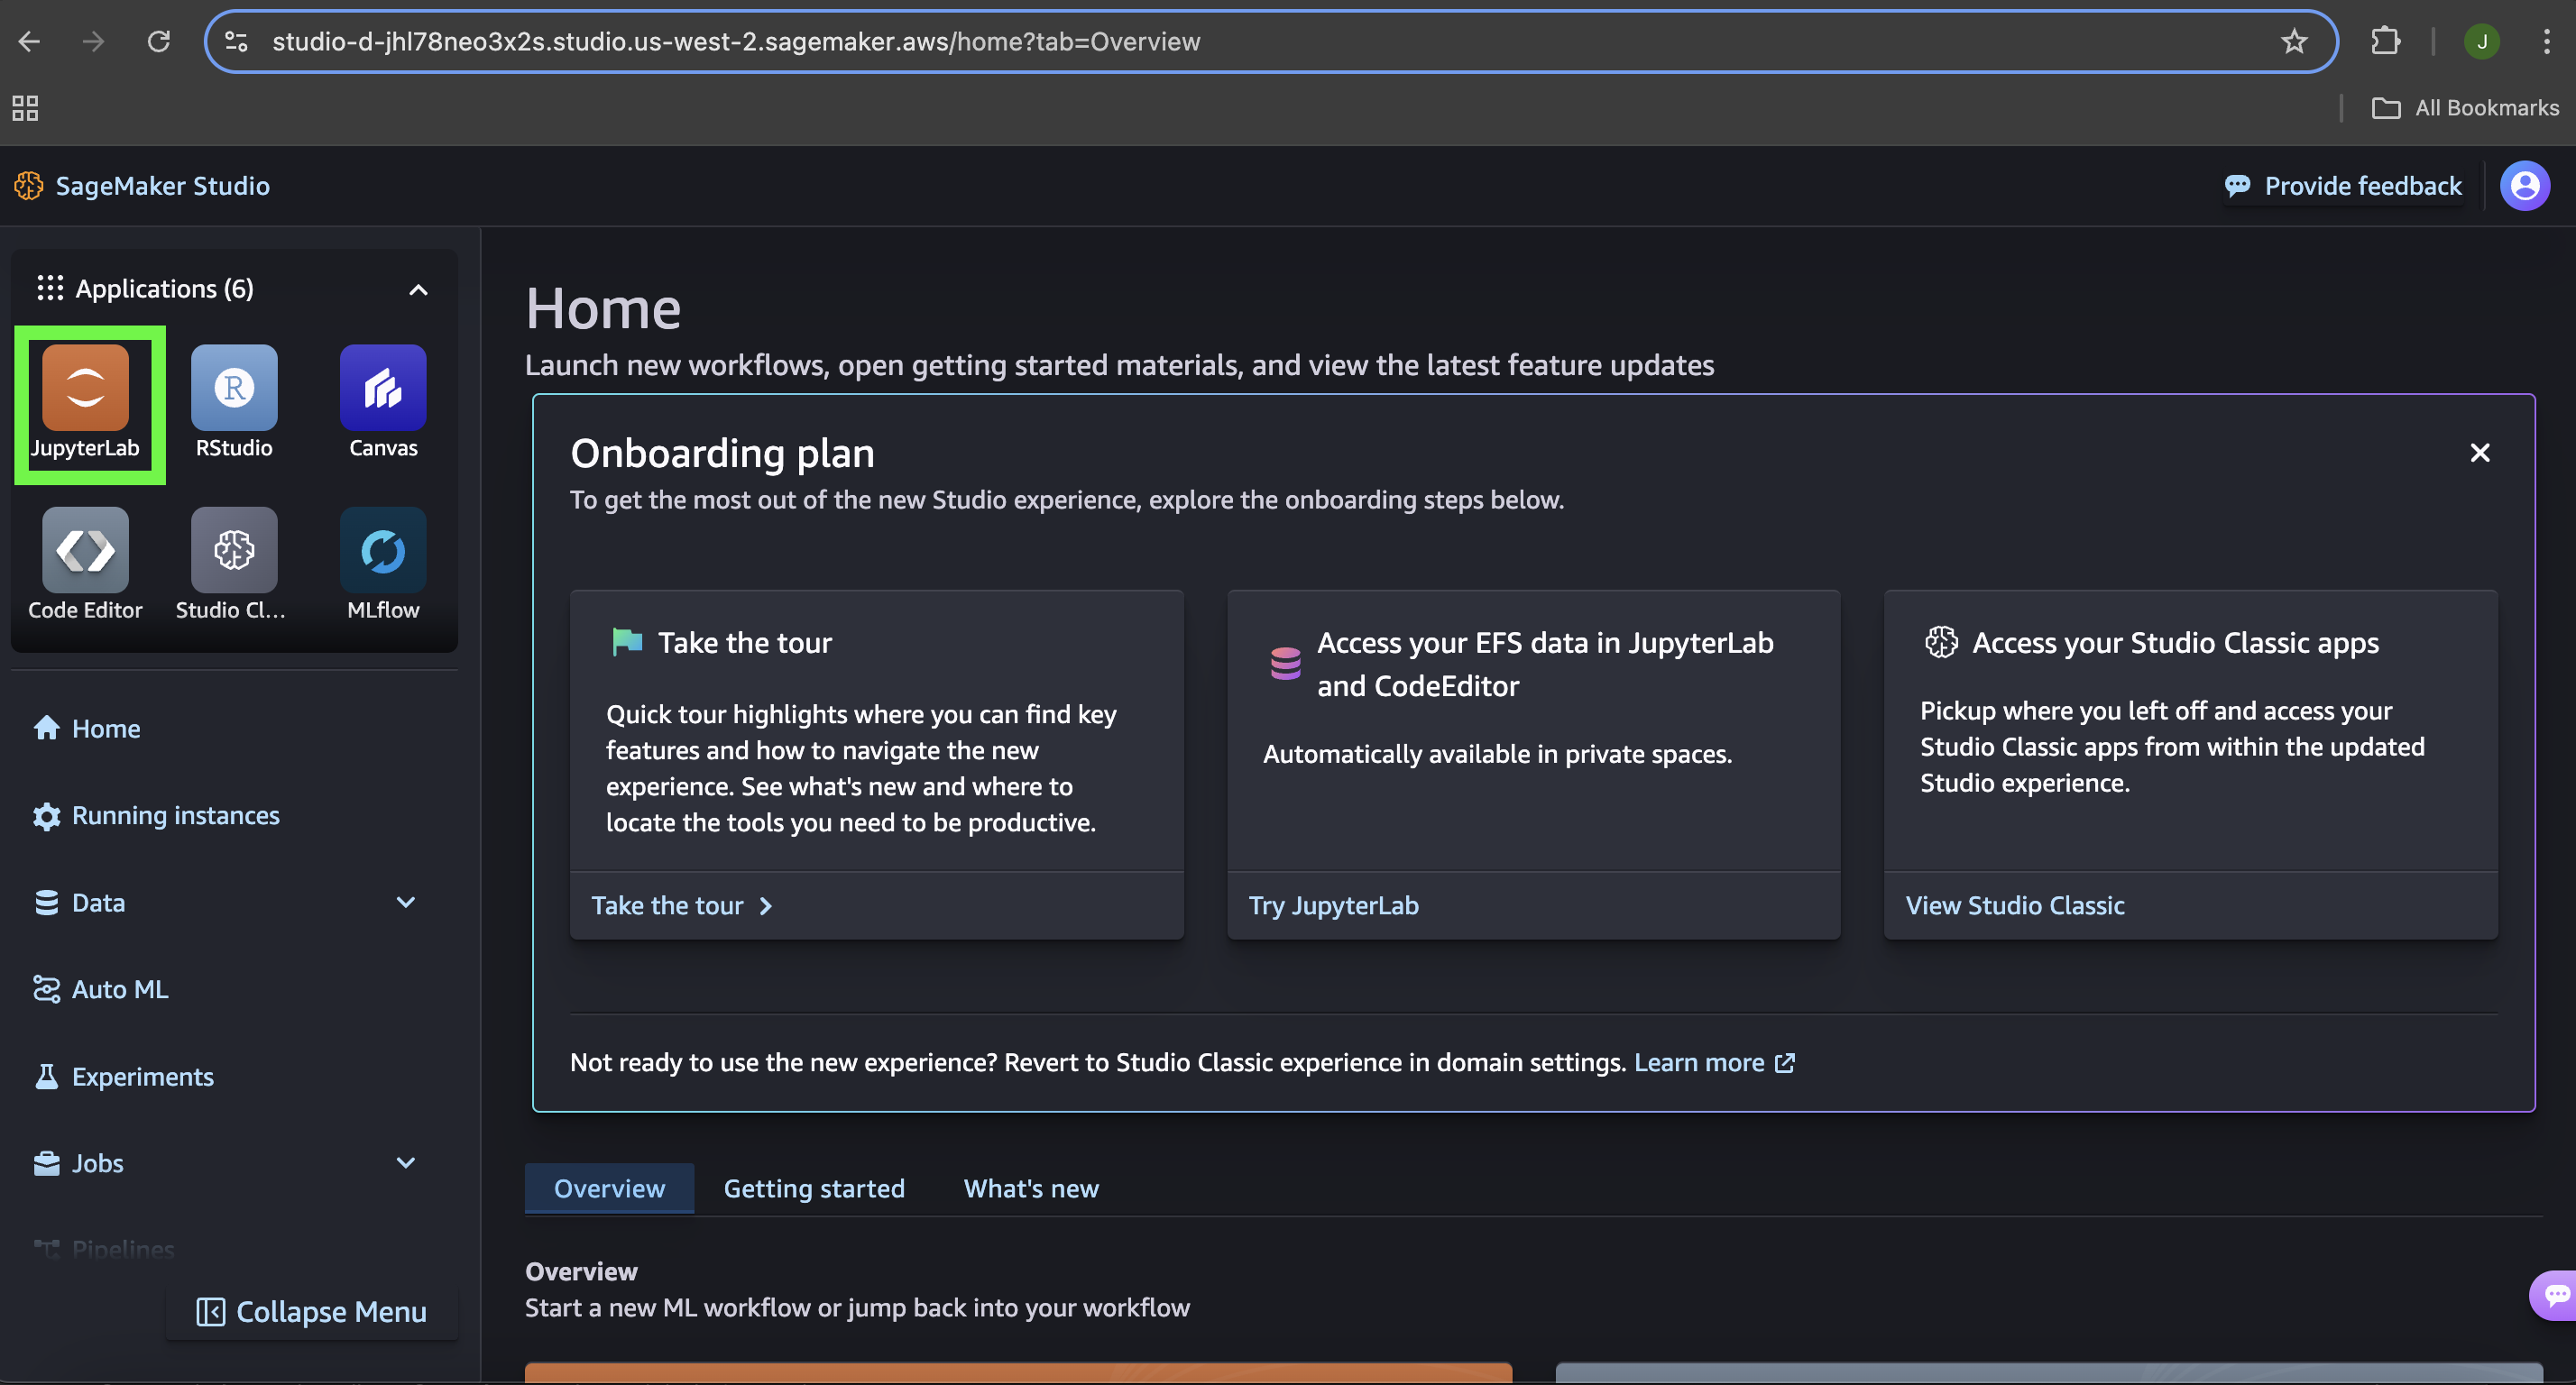 studio-d-jhl78neo3x2s.studio.us-west-2.sagemaker.aws/home?tab=Overview
J
All Bookmarks
SageMaker Studio
Provide feedback
Applications (6)
JupyterLab
R
RStudio
Canvas
Code Editor
Studio Cl...
MLflow
Home
Running instances
Data
Auto ML
Experiments
Jobs
Pipelines
Collapse Menu
Home
Launch new workflows, open getting started materials, and view the latest feature updates
Onboarding plan
To get the most out of the new Studio experience, explore the onboarding steps below.
Take the tour
Quick tour highlights where you can find key
features and how to navigate the new
experience. See what's new and where to
locate the tools you need to be productive.
Take the tour
Access your EFS data in JupyterLab
and CodeEditor
Automatically available in private spaces.
Try JupyterLab
Access your Studio Classic apps
Pickup where you left off and access your
Studio Classic apps from within the updated
Studio experience.
View Studio Classic
Not ready to use the new experience? Revert to Studio Classic experience in domain settings. Learn more
Overview
Getting started
What's new
Overview
Start a new ML workflow or jump back into your workflow